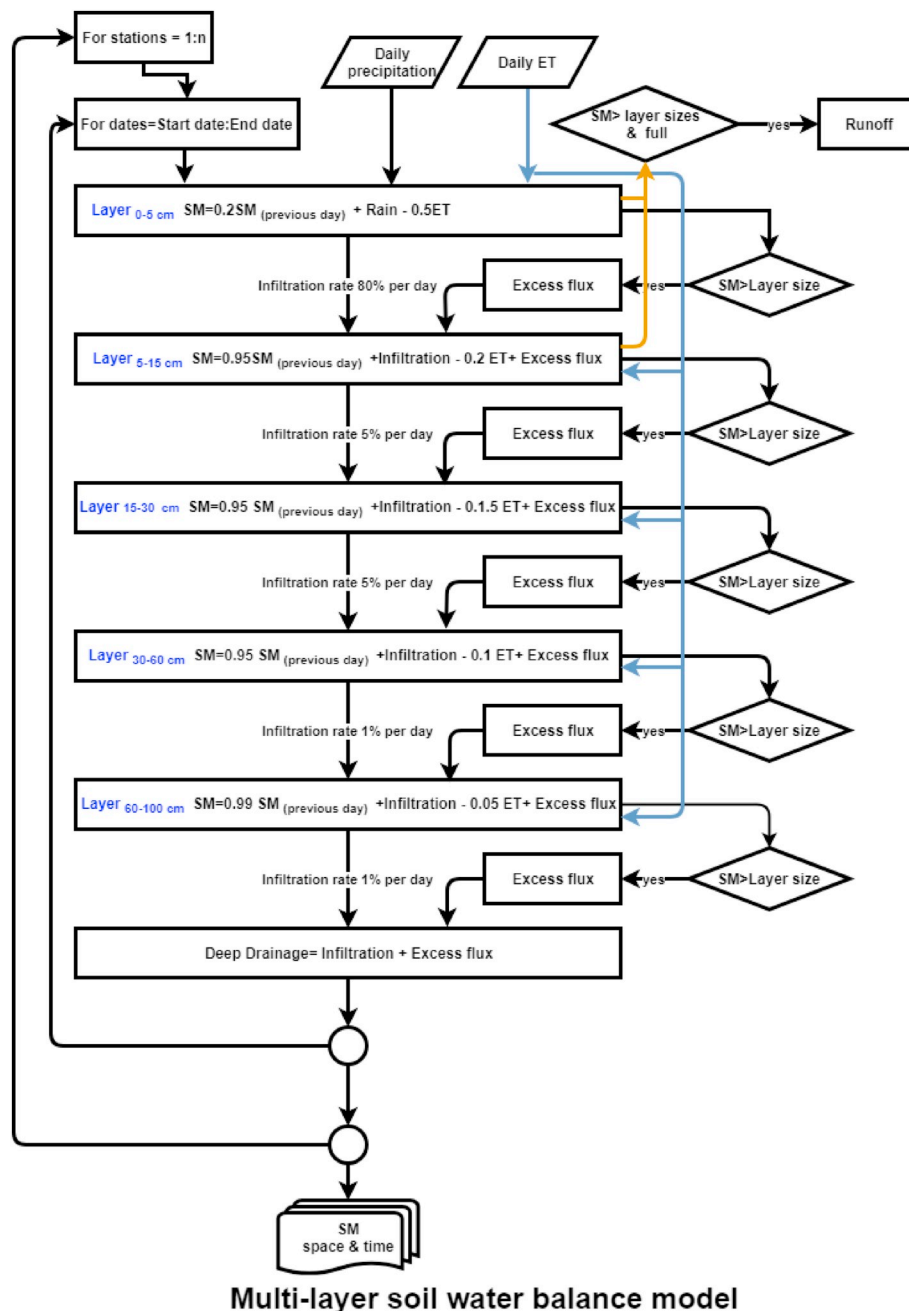 For stations = 1:n
Daily
precipitation
Daily ET
SM> layer sizes
& full
yes
Runoff
For dates=Start date:End date
Layer 0-5 cm SM=0.2SM (previous day) + Rain - 0.5ET
Infiltration rate 80% per day
Excess flux
yes
SM>Layer size
Layer 5-15 cm SM=0.95SM (previous day) +Infiltration - 0.2 ET+ Excess flux
Infiltration rate 5% per day
Excess flux
yes
SM>Layer size
Layer 15-30 cm SM=0.95 SM (previous day) +Infiltration - 0.1.5 ET+ Excess flux
Infiltration rate 5% per day
Excess flux
yes
SM>Layer size
Layer 30-60 cm SM=0.95 SM (previous day) +Infiltration - 0.1 ET+ Excess flux
Infiltration rate 1% per day
Excess flux
yes
SM>Layer size
Layer 60-100 cm SM=0.99 SM (previous day) +Infiltration - 0.05 ET+ Excess flux
Infiltration rate 1% per day
Excess flux
yes
SM>Layer size
Deep Drainage= Infiltration + Excess flux
SM
space & time
Multi-layer soil water balance model